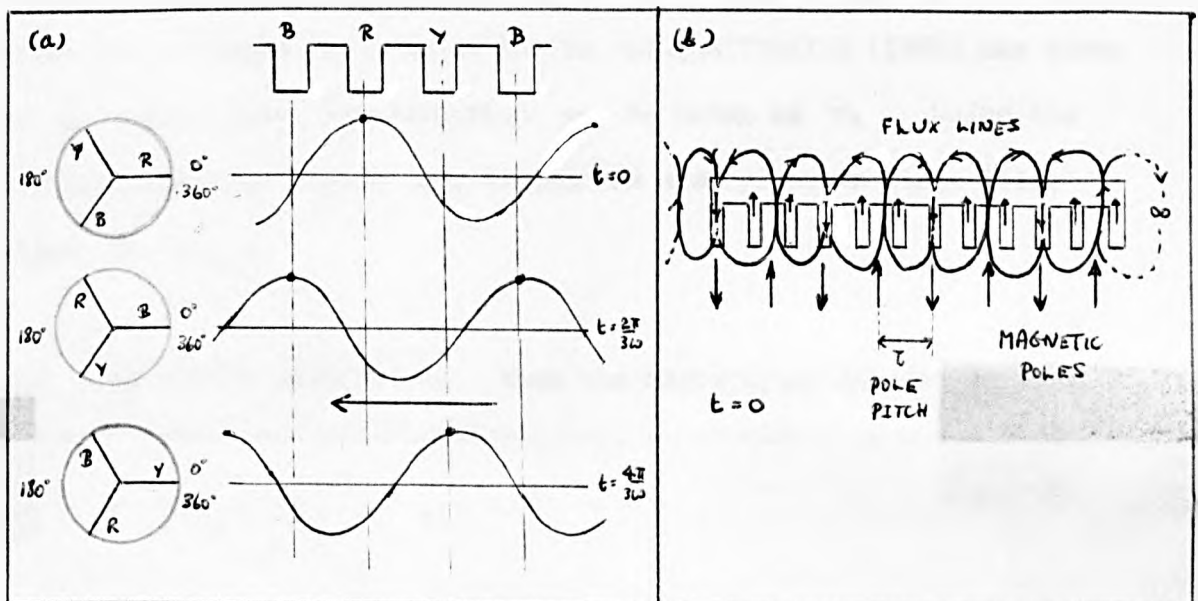 (a)
B R Y B
Y R 0°
180° 360°
B
t=0
R B 0°
180° 360°
Y
t=2π/3ω
B Y 0°
180° 360°
R
t=4π/3ω
(b)
FLUX LINES
∞
τ
POLE
PITCH
MAGNETIC
POLES
t=0